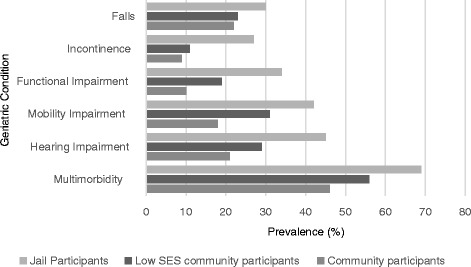 Geriatric Condition
Falls
Incontinence
Functional Impairment
Mobility Impairment
Hearing Impairment
Multimorbidity
0 10 20 30 40 50 60 70 80
Prevalence (%)
Jail Participants Low SES community participants Community participants